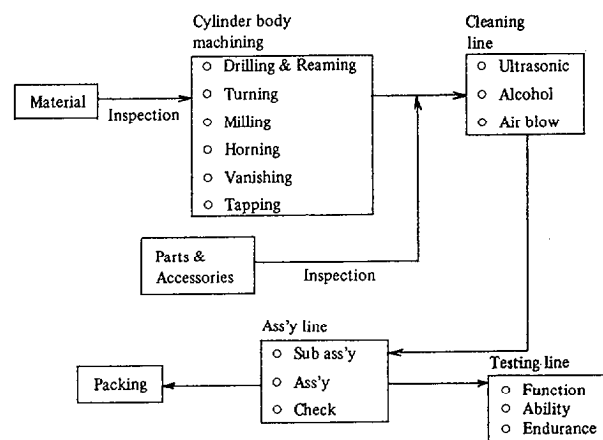 Cylinder body
machining
Cleaning
line
Material
Inspection
○ Drilling & Reaming
○ Turning
○ Milling
○ Horning
○ Vanishing
○ Tapping
○ Ultrasonic
○ Alcohol
○ Air blow
Parts &
Accessories
Inspection
Ass'y line
○ Sub ass'y
○ Ass'y
○ Check
Packing
Testing line
○ Function
○ Ability
○ Endurance